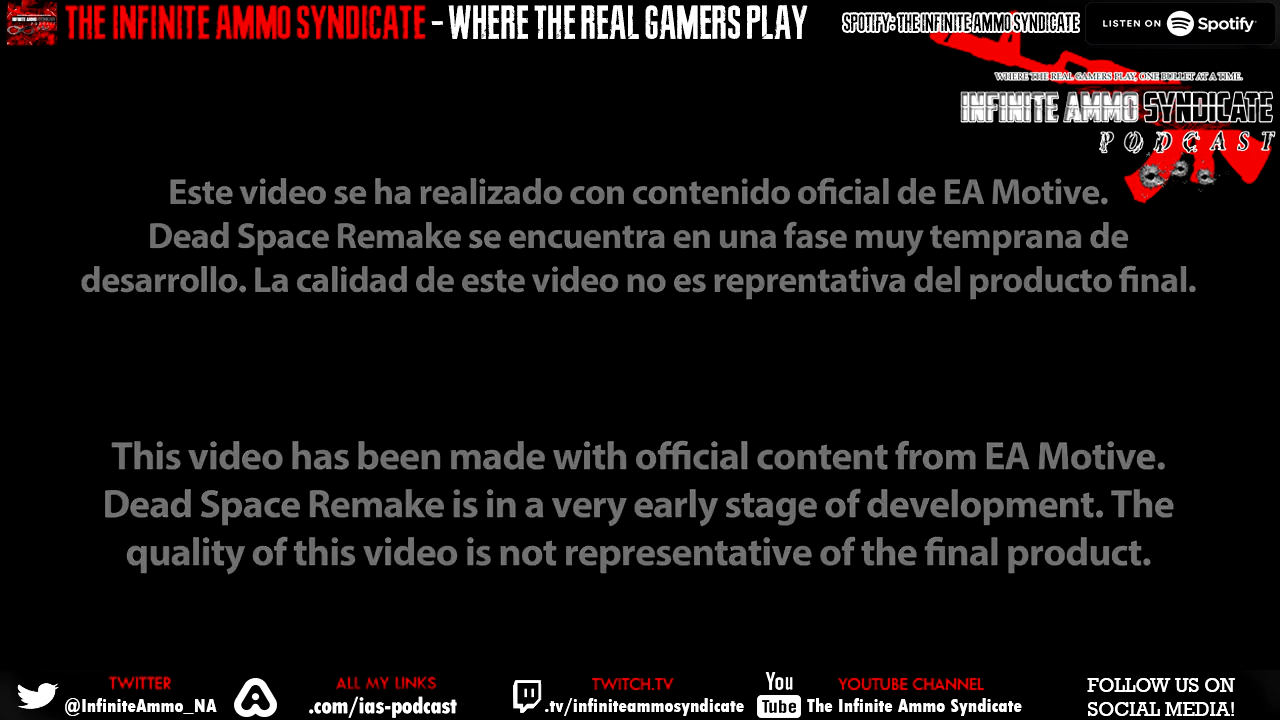 THE INFINITE AMMO SYNDICATE - WHERE THE REAL GAMERS PLAY
SPOTIFY: THE INFINITE AMMO SYNDICATE
LISTEN ON Spotify
WHERE THE REAL GAMERS PLAY, ONE BULLET AT A TIME.
INFINITE AMMO SYNDICATE
PODCAST
Este video se ha realizado con contenido oficial de EA Motive.
Dead Space Remake se encuentra en una fase muy temprana de
desarrollo. La calidad de este video no es reprentativa del producto final.
This video has been made with official content from EA Motive.
Dead Space Remake is in a very early stage of development. The
quality of this video is not representative of the final product.
TWITTER
@InfiniteAmmo_NA
ALL MY LINKS
.com/ias-podcast
TWITCH.TV
.tv/infiniteammosyndicate
You
Tube
YOUTUBE CHANNEL
The Infinite Ammo Syndicate
FOLLOW US ON
SOCIAL MEDIA!